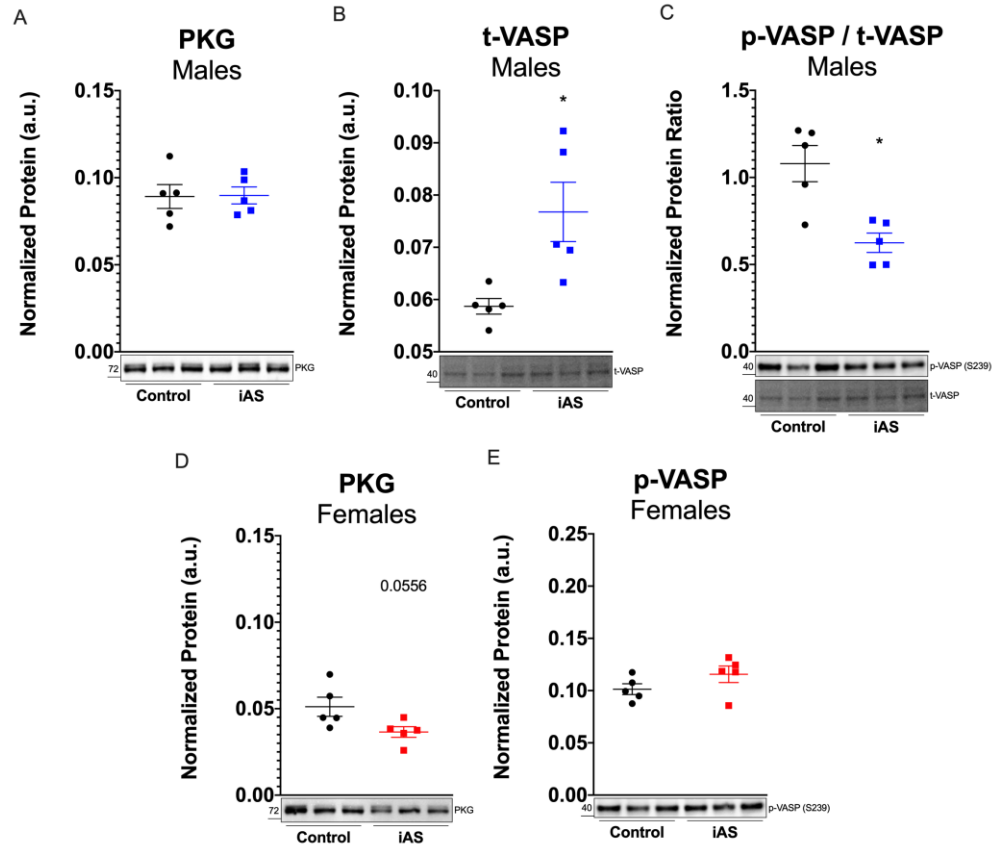 A
PKG
Males
Normalized Protein (a.u.)
0.15
0.10
0.05
0.00
72
PKG
Control
iAS
B
t-VASP
Males
Normalized Protein (a.u.)
0.10
0.09
0.08
0.07
0.06
0.05
*
40
t-VASP
Control
iAS
C
p-VASP / t-VASP
Males
Normalized Protein Ratio
1.5
1.0
0.5
0.0
*
40
p-VASP (S239)
40
t-VASP
Control
iAS
D
PKG
Females
Normalized Protein (a.u.)
0.15
0.10
0.05
0.00
0.0556
72
PKG
Control
iAS
E
p-VASP
Females
Normalized Protein (a.u.)
0.25
0.20
0.15
0.10
0.05
0.00
40
p-VASP (S239)
Control
iAS